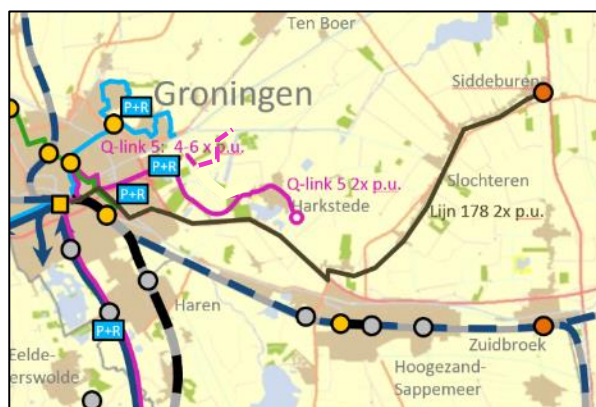 Ten Boer
Siddeburen
P+R
Groningen
Q-link 5: 4-6 x p.u.
P+R
Q-link 5 2x p.u.
Slochteren
P+R
Harkstede
Lijn 178 2x p.u.
Haren
P+R
Zuidbroek
Eelde-
erswolde
Hoogezand-
Sappemeer